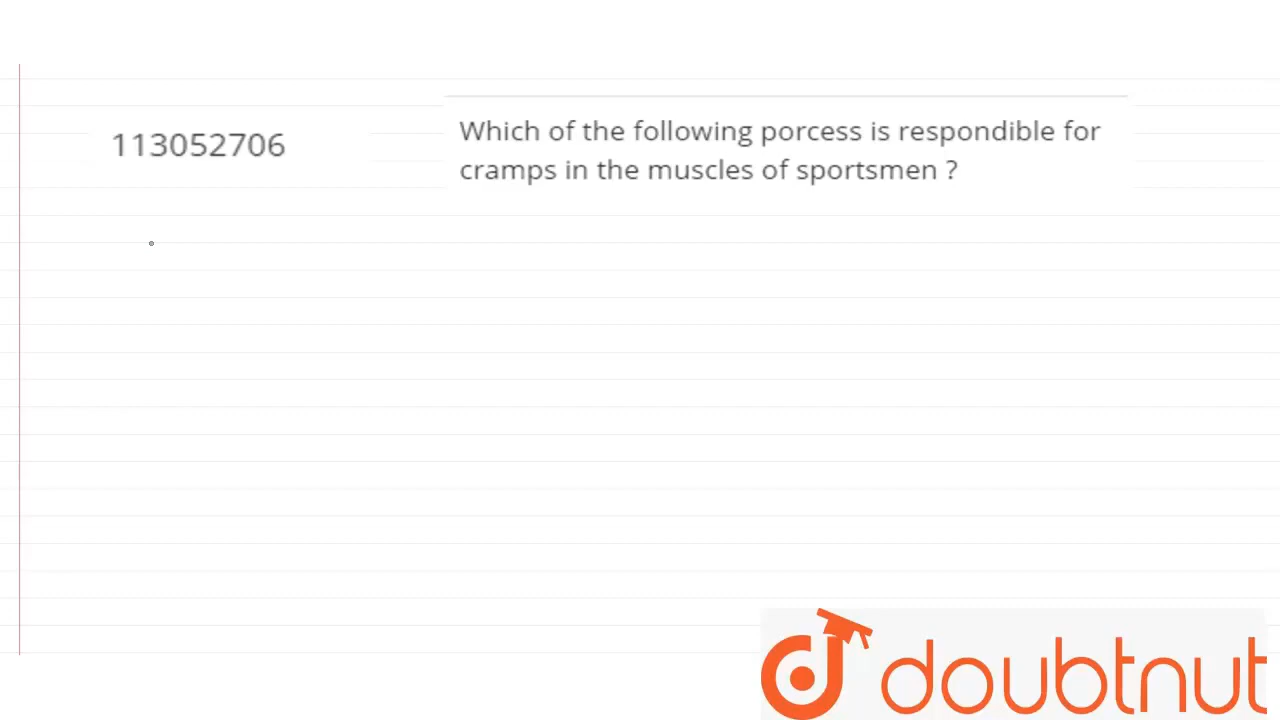 113052706
Which of the following porcess is respondible for
cramps in the muscles of sportsmen ?
doubtnut